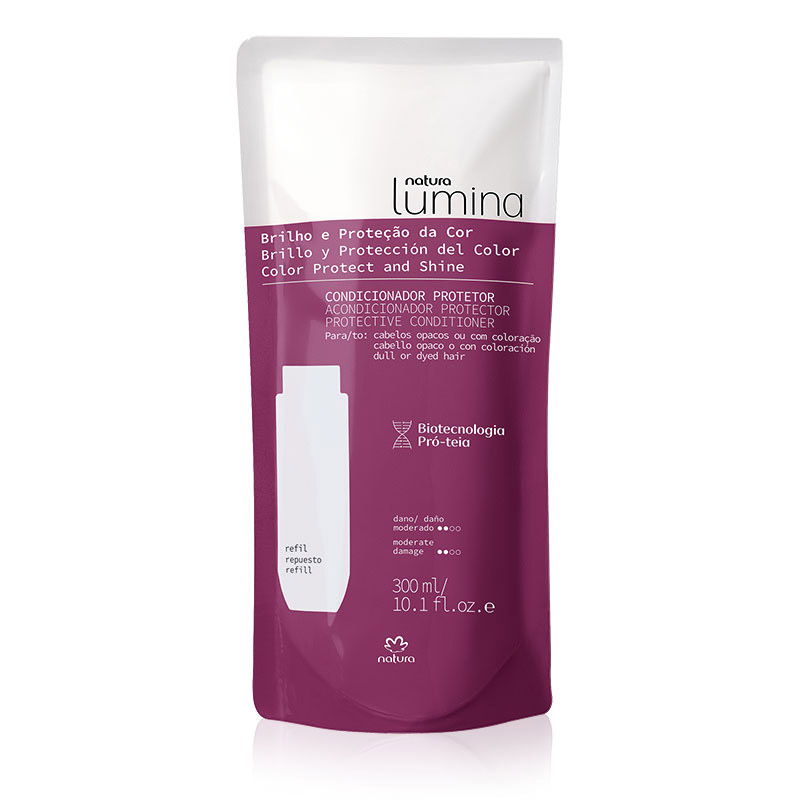 natura
lumina
Brilho e Proteção da Cor
Brillo y Protección del Color
Color Protect and Shine
CONDICIONADOR PROTETOR
ACONDICIONADOR PROTECTOR
PROTECTIVE CONDITIONER
Para/to: cabelos opacos ou com coloração
cabello opaco o con coloración
dull or dyed hair
Biotecnologia
Pró-teia
dano/ daño
moderado
moderate
damage
refil
repuesto
refill
300 ml/
10.1 fl.oz.e
natura